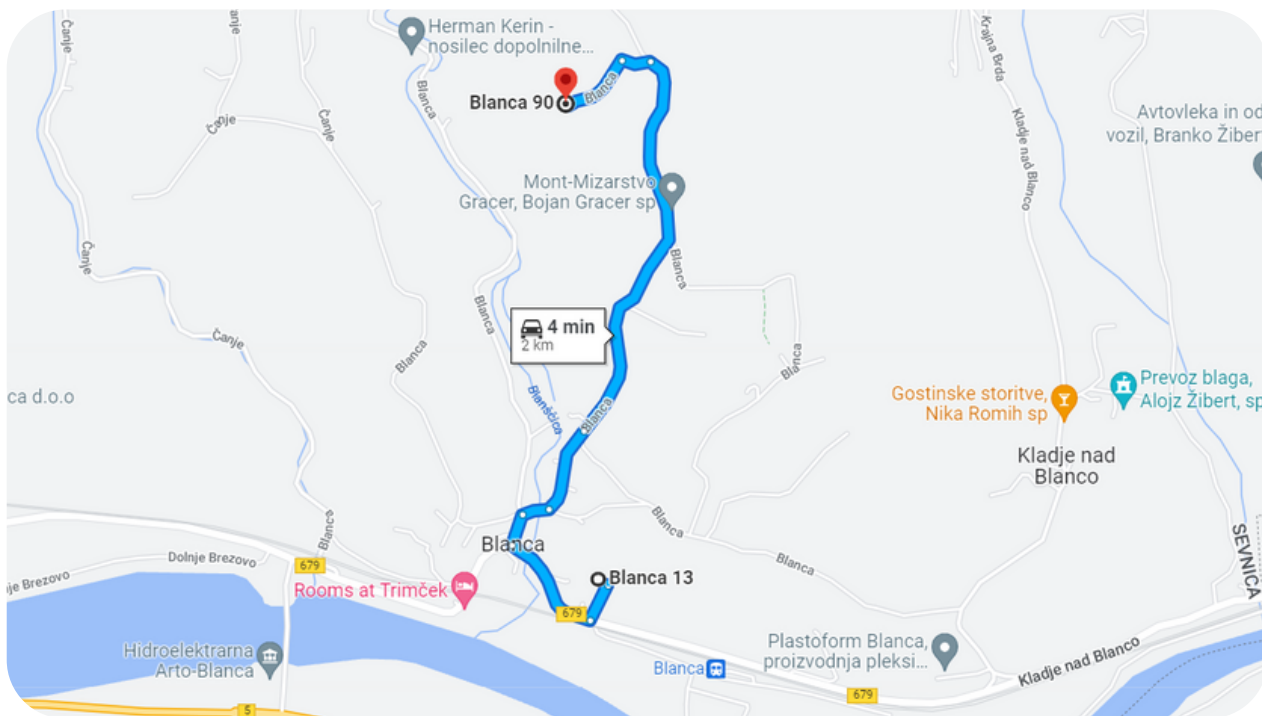 Čanje
anje
Herman Kerin -
nosilec dopolnilne...
Krajna Brda
Blanca
Blanca
Blanca 90
Čanje
Čanje
Kladje nad Blanco
Avtovleka in od
vozil, Branko Žiber
Mont-Mizarstvo
Gracer, Bojan Gracer sp
Čanje
Blanca
Blanca
Čanje
4 min
2 km
Blanca
Blanca
ca d.o.o
Blanščica
Blanca
Gostinske storitve,
Nika Romih sp
Prevoz blaga,
Alojz Žibert, sp
Kladje nad
Blanco
Blanca
Blanca
Blanca
SEVNICA
Dolnje Brezovo
679
Blanca
nje Brezovo
Rooms at Trimček
Blanca 13
679
Hidroelektrarna
Arto-Blanca
Blanca
Plastoform Blanca,
proizvodnja pleksi...
Kladje nad Blanco
679
5